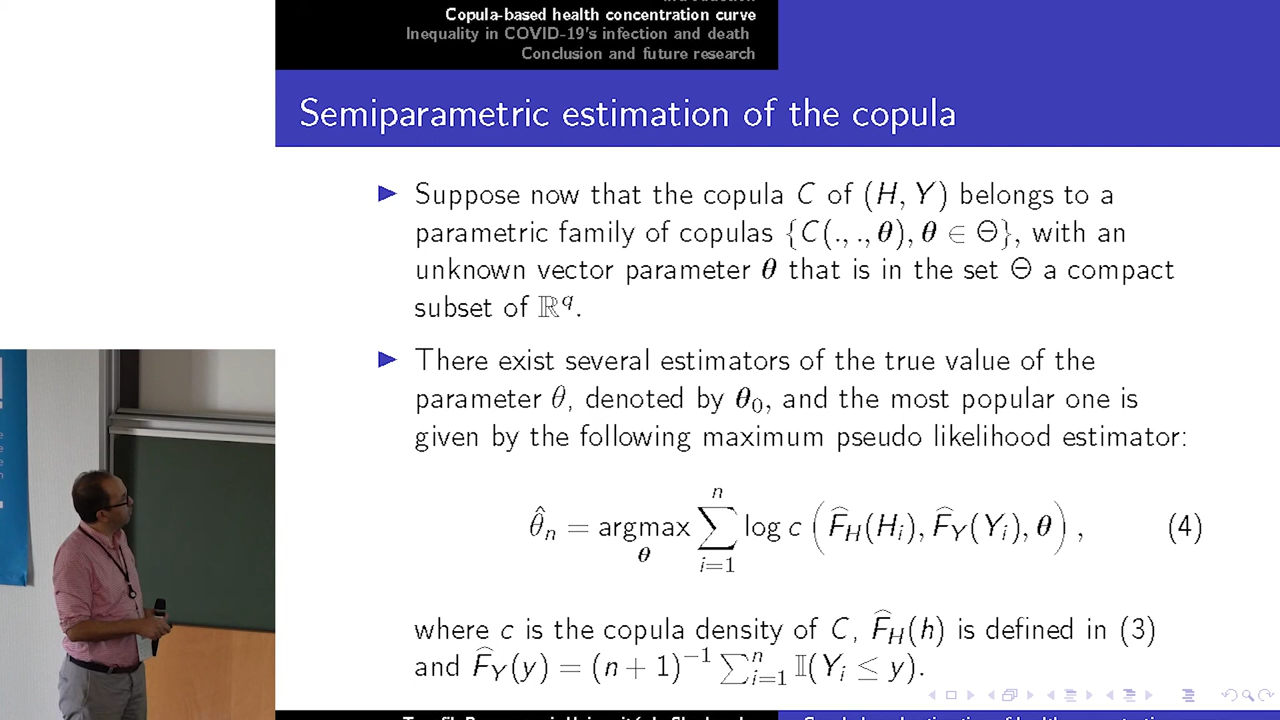 Copula-based health concentration curve
Inequality in COVID-19's infection and death
Conclusion and future research
Semiparametric estimation of the copula
Suppose now that the copula C of (H, Y) belongs to a
parametric family of copulas {C(., ., θ), θ ∈ Θ}, with an
unknown vector parameter θ that is in the set Θ a compact
subset of ℝ^q.
There exist several estimators of the true value of the
parameter θ, denoted by θ₀, and the most popular one is
given by the following maximum pseudo likelihood estimator:
θ̂_n = argmax_θ ∑_{i=1}^n log c (F̂_H(H_i), F̂_Y(Y_i), θ), (4)
where c is the copula density of C, F̂_H(h) is defined in (3)
and F̂_Y(y) = (n + 1)^{−1} ∑_{i=1}^n 𝕀(Y_i ≤ y).